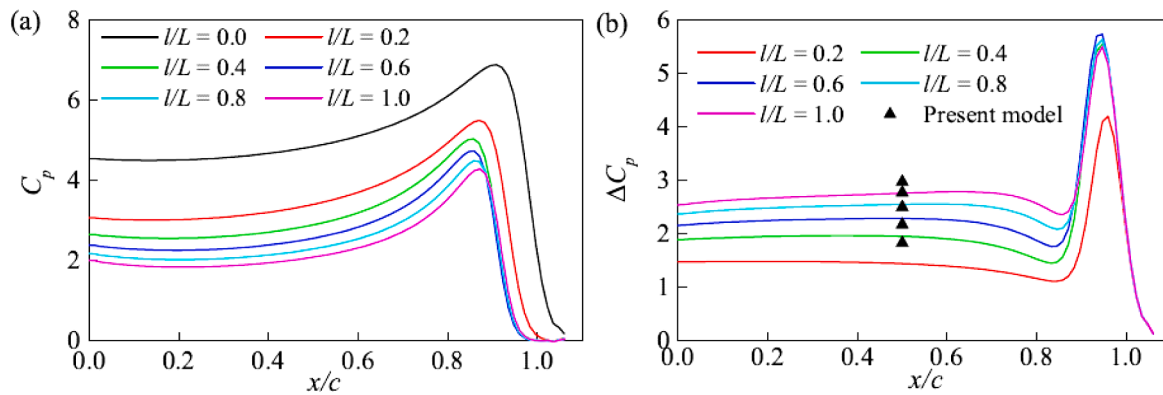 (a)
8
6
4
2
0
C_p
l/L = 0.0 l/L = 0.2
l/L = 0.4 l/L = 0.6
l/L = 0.8 l/L = 1.0
0.0 0.2 0.4 0.6 0.8 1.0
x/c
(b)
6
5
4
3
2
1
0
ΔC_p
l/L = 0.2 l/L = 0.4
l/L = 0.6 l/L = 0.8
l/L = 1.0 Present model
0.0 0.2 0.4 0.6 0.8 1.0
x/c